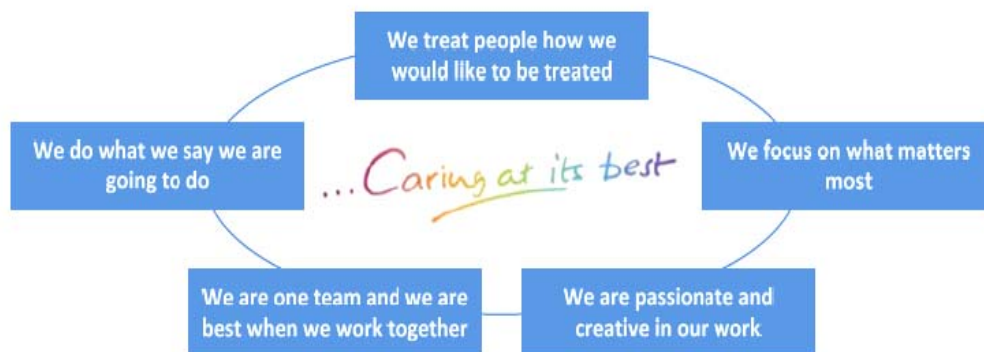 We treat people how we
would like to be treated
We do what we say we are
going to do
...Caring at its best
We focus on what matters
most
We are one team and we are
best when we work together
We are passionate and
creative in our work